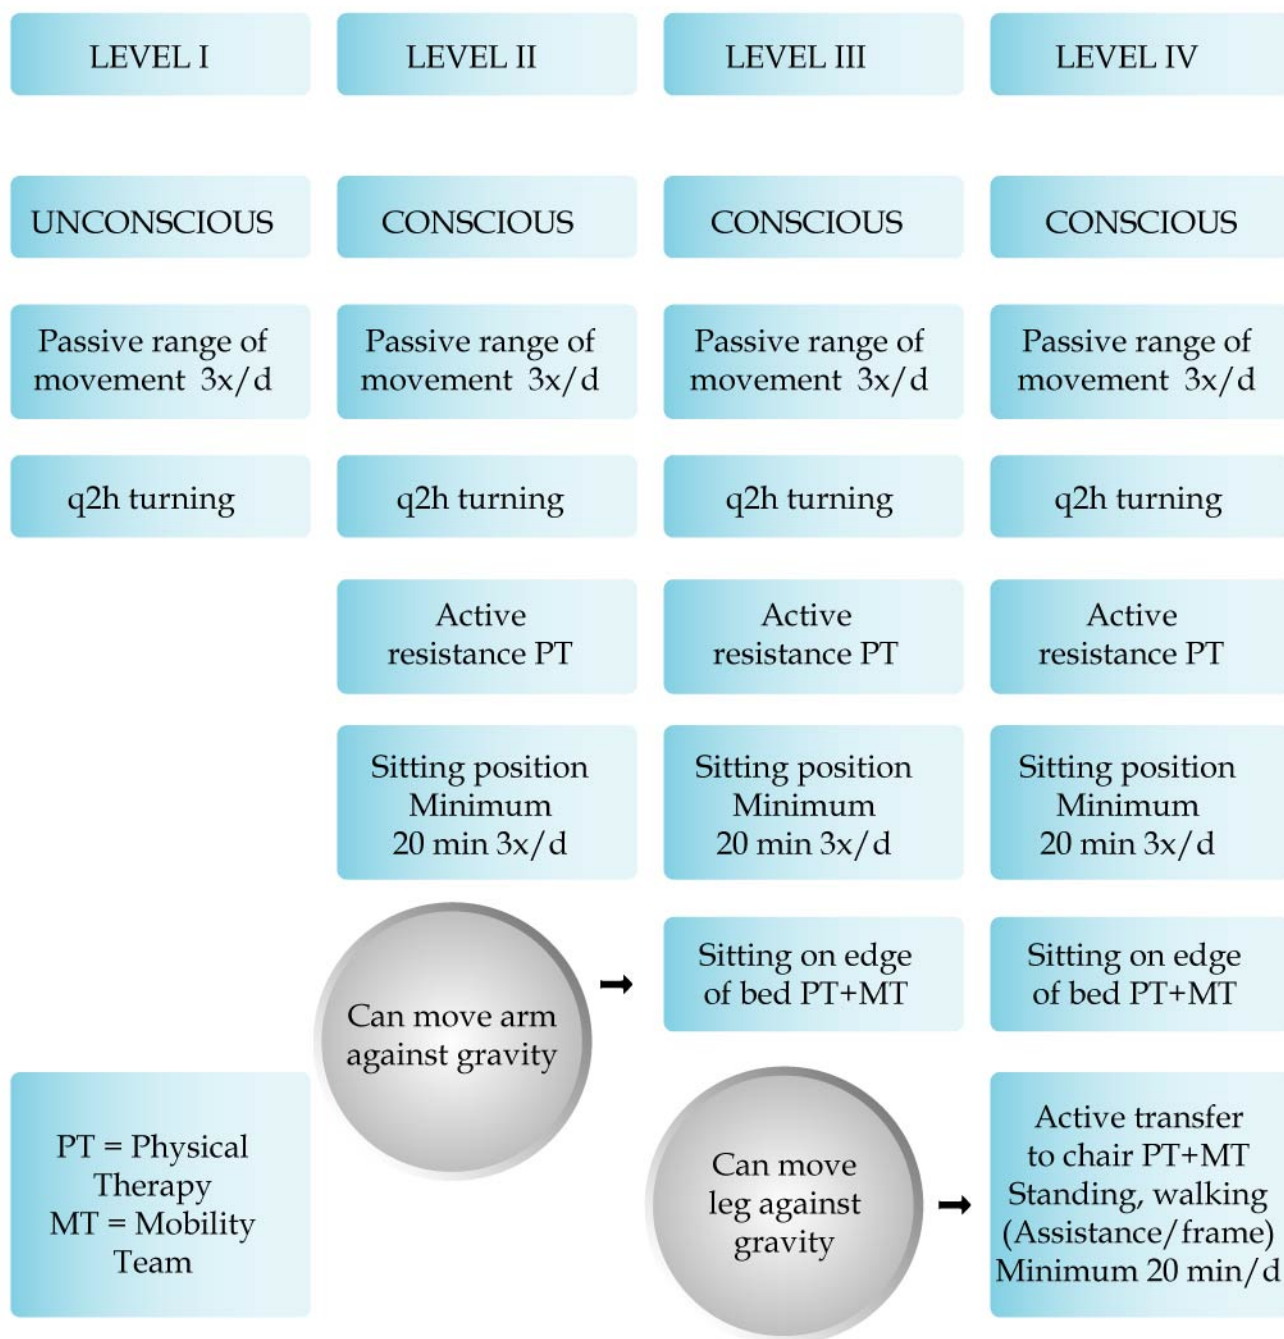 LEVEL I
LEVEL II
LEVEL III
LEVEL IV
UNCONSCIOUS
CONSCIOUS
CONSCIOUS
CONSCIOUS
Passive range of
movement 3x/d
Passive range of
movement 3x/d
Passive range of
movement 3x/d
Passive range of
movement 3x/d
q2h turning
q2h turning
q2h turning
q2h turning
Active
resistance PT
Active
resistance PT
Active
resistance PT
Sitting position
Minimum
20 min 3x/d
Sitting position
Minimum
20 min 3x/d
Sitting position
Minimum
20 min 3x/d
Can move arm
against gravity
Sitting on edge
of bed PT+MT
Sitting on edge
of bed PT+MT
PT = Physical
Therapy
MT = Mobility
Team
Can move
leg against
gravity
Active transfer
to chair PT+MT
Standing, walking
(Assistance/frame)
Minimum 20 min/d